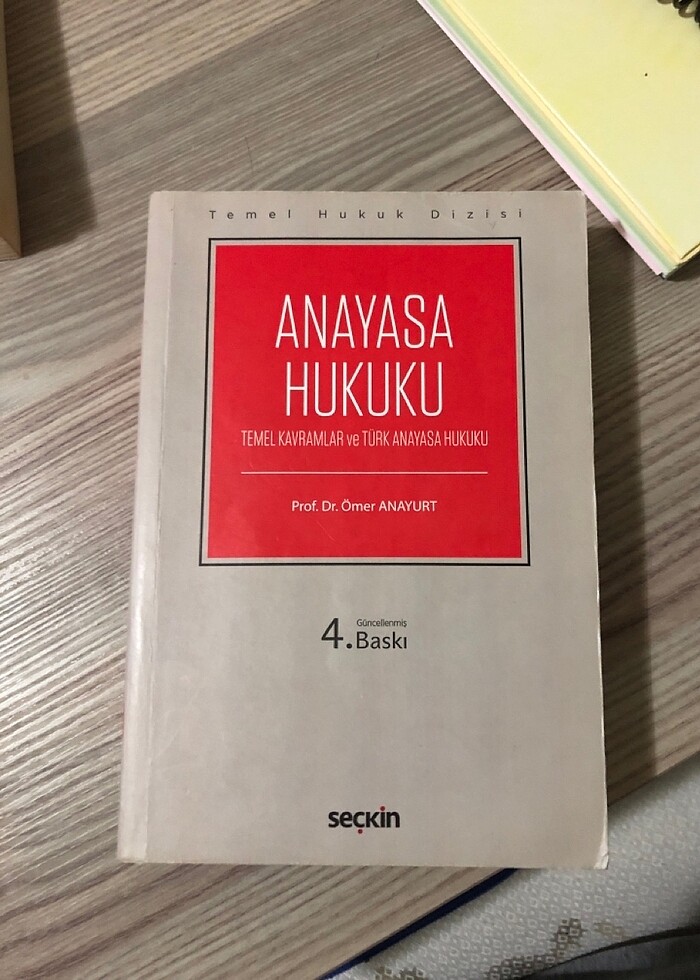 Temel Hukuk Dizisi
ANAYASA
HUKUKU
TEMEL KAVRAMLAR ve TÜRK ANAYASA HUKUKU
Prof. Dr. Ömer ANAYURT
Güncellenmiş
4. Baskı
seçkin